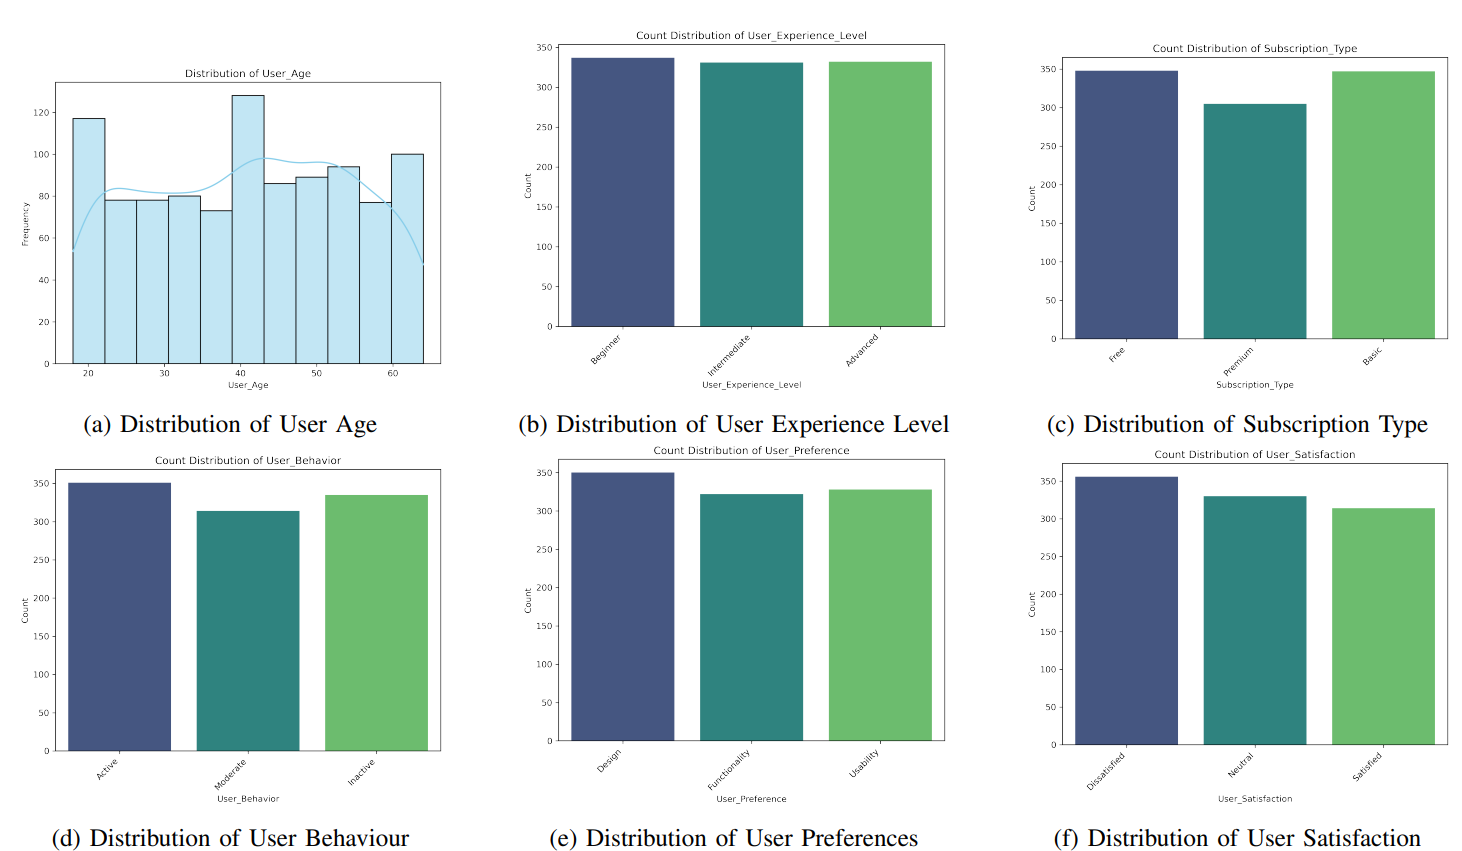 Distribution of User_Age
120
100
80
60
40
20
0
Frequency
20 30 40 50 60
User_Age
(a) Distribution of User Age
Count Distribution of User_Experience_Level
350
300
250
200
150
100
50
0
Count
Beginner
Intermediate
Advanced
User_Experience_Level
(b) Distribution of User Experience Level
Count Distribution of Subscription_Type
350
300
250
200
150
100
50
0
Count
Free
Premium
Basic
Subscription_Type
(c) Distribution of Subscription Type
Count Distribution of User_Behavior
350
300
250
200
150
100
50
0
Count
Active
Moderate
Inactive
User_Behavior
(d) Distribution of User Behaviour
Count Distribution of User_Preference
350
300
250
200
150
100
50
0
Count
Design
Functionality
Usability
User_Preference
(e) Distribution of User Preferences
Count Distribution of User_Satisfaction
350
300
250
200
150
100
50
0
Count
Dissatisfied
Neutral
Satisfied
User_Satisfaction
(f) Distribution of User Satisfaction